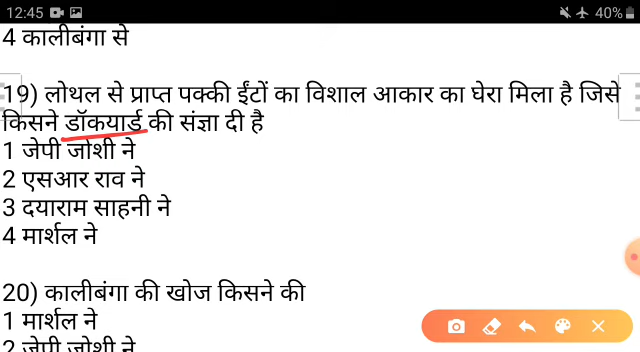 12:45
40%
4 कालीबंगा से
19) लोथल से प्राप्त पक्की ईंटों का विशाल आकार का घेरा मिला है जिसे
किसने डॉकयार्ड की संज्ञा दी है
1 जेपी जोशी ने
2 एसआर राव ने
3 दयाराम साहनी ने
4 मार्शल ने
20) कालीबंगा की खोज किसने की
1 मार्शल ने
2 जेपी जोशी ने